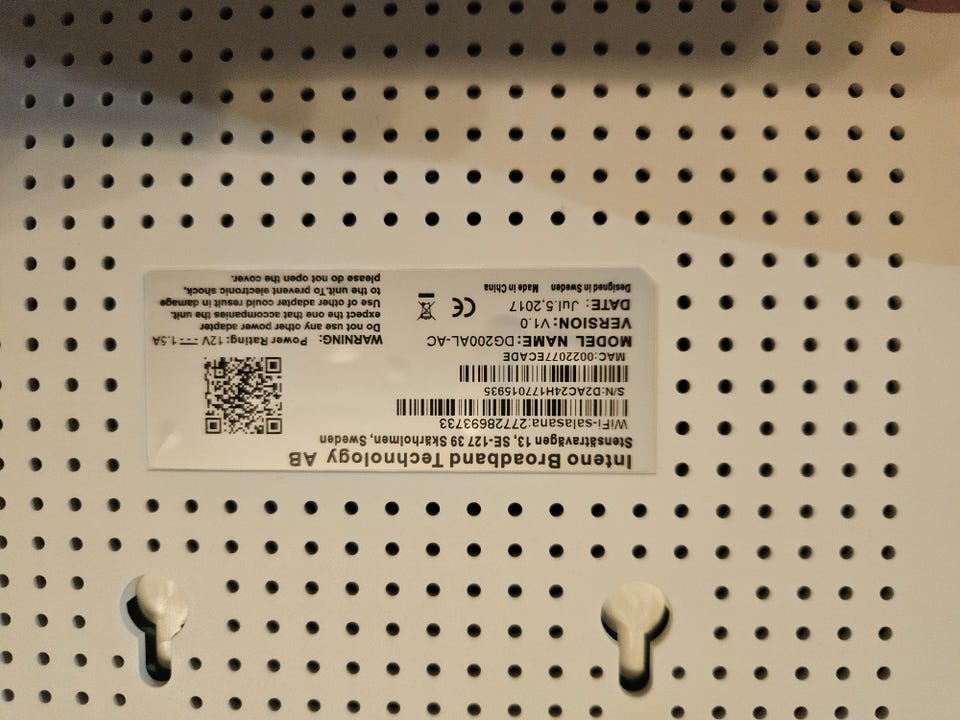 Inteno Broadband Technology AB
Stensätravägen 13, SE-127 39 Skärholmen, Sweden
WiFi-salasana:27728693733
S/N:D2AC24H177015935
MAC:0022077ECADE
MODEL NAME:DG200AL-AC
VERSION:V1.0
DATE: Jul.5,2017
Designed in Sweden Made in China
CE
WARNING: Power Rating: 12V⎓1.5A
Do not use any other power adapter
expect the one that accompanies the unit.
Use of other adapter could result in damage
to the unit.To prevent electronic shock,
please do not open the cover.